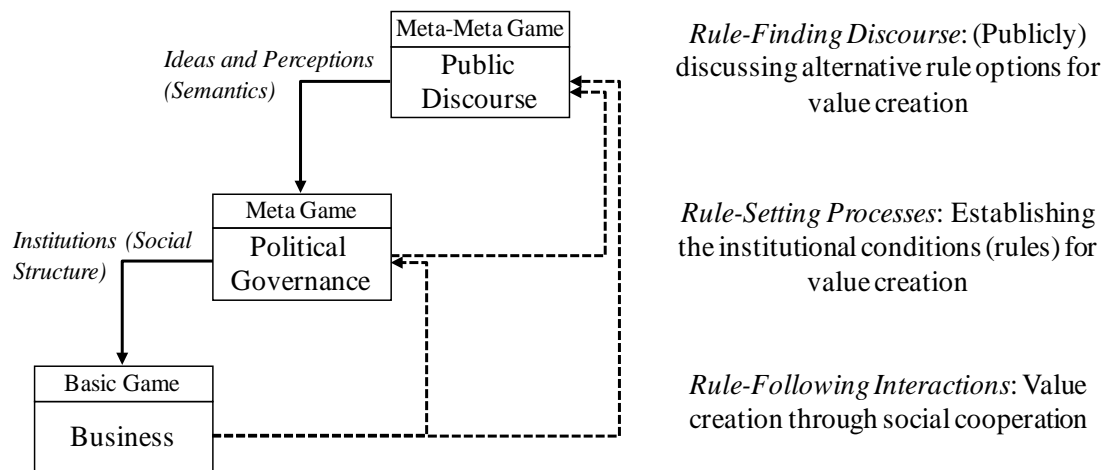 Meta-Meta Game
Public
Discourse
Ideas and Perceptions
(Semantics)
Rule-Finding Discourse: (Publicly)
discussing alternative rule options for
value creation
Meta Game
Political
Governance
Institutions (Social
Structure)
Rule-Setting Processes: Establishing
the institutional conditions (rules) for
value creation
Basic Game
Business
Rule-Following Interactions: Value
creation through social cooperation